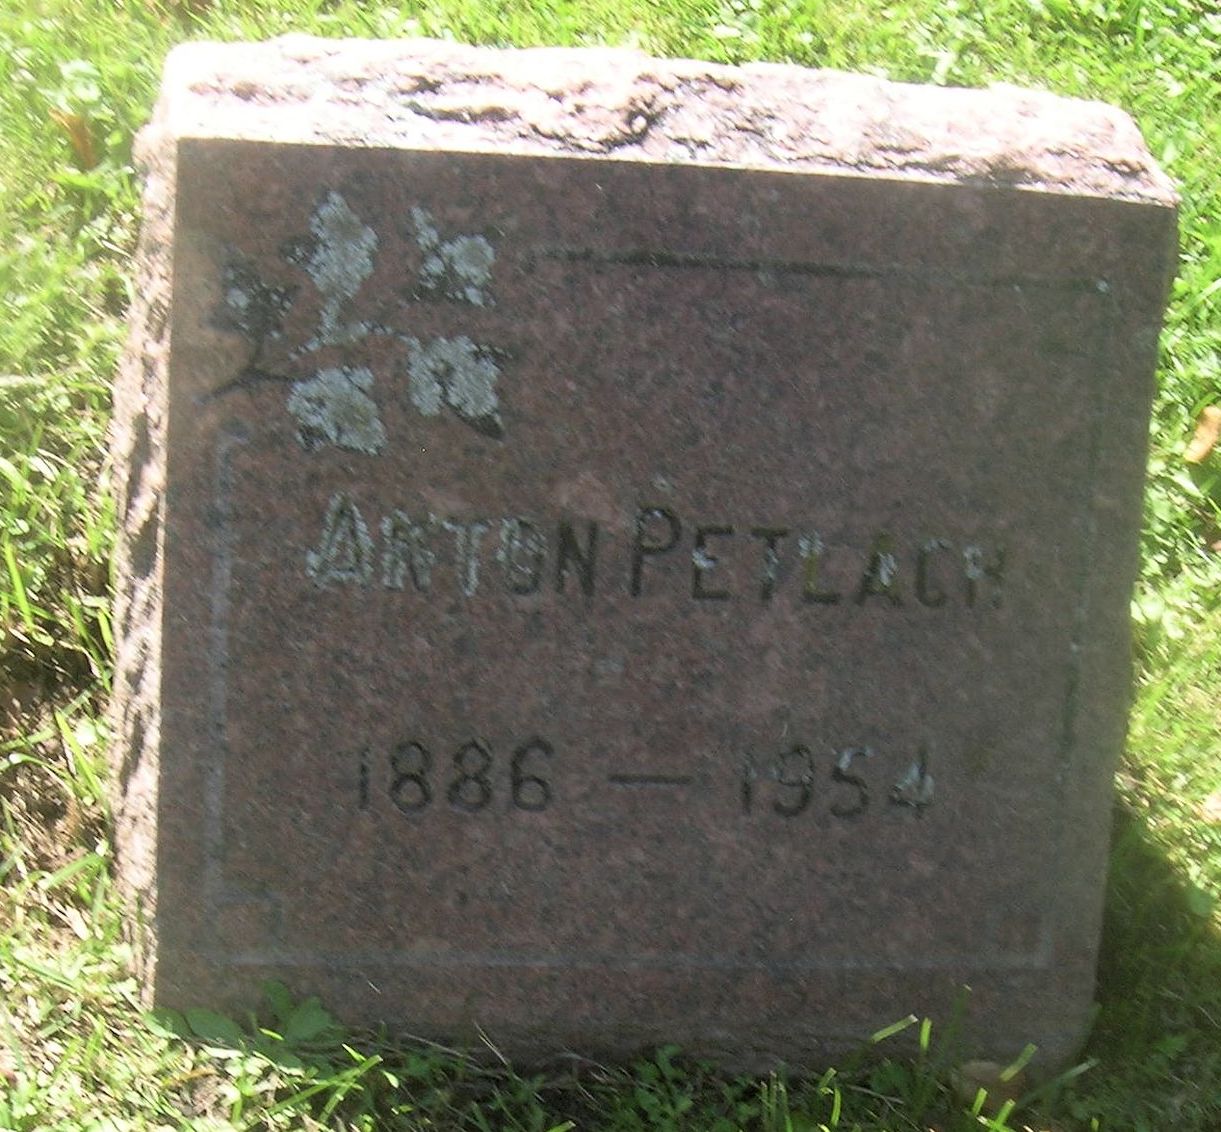 ANTON PETLACH
1886 — 1954